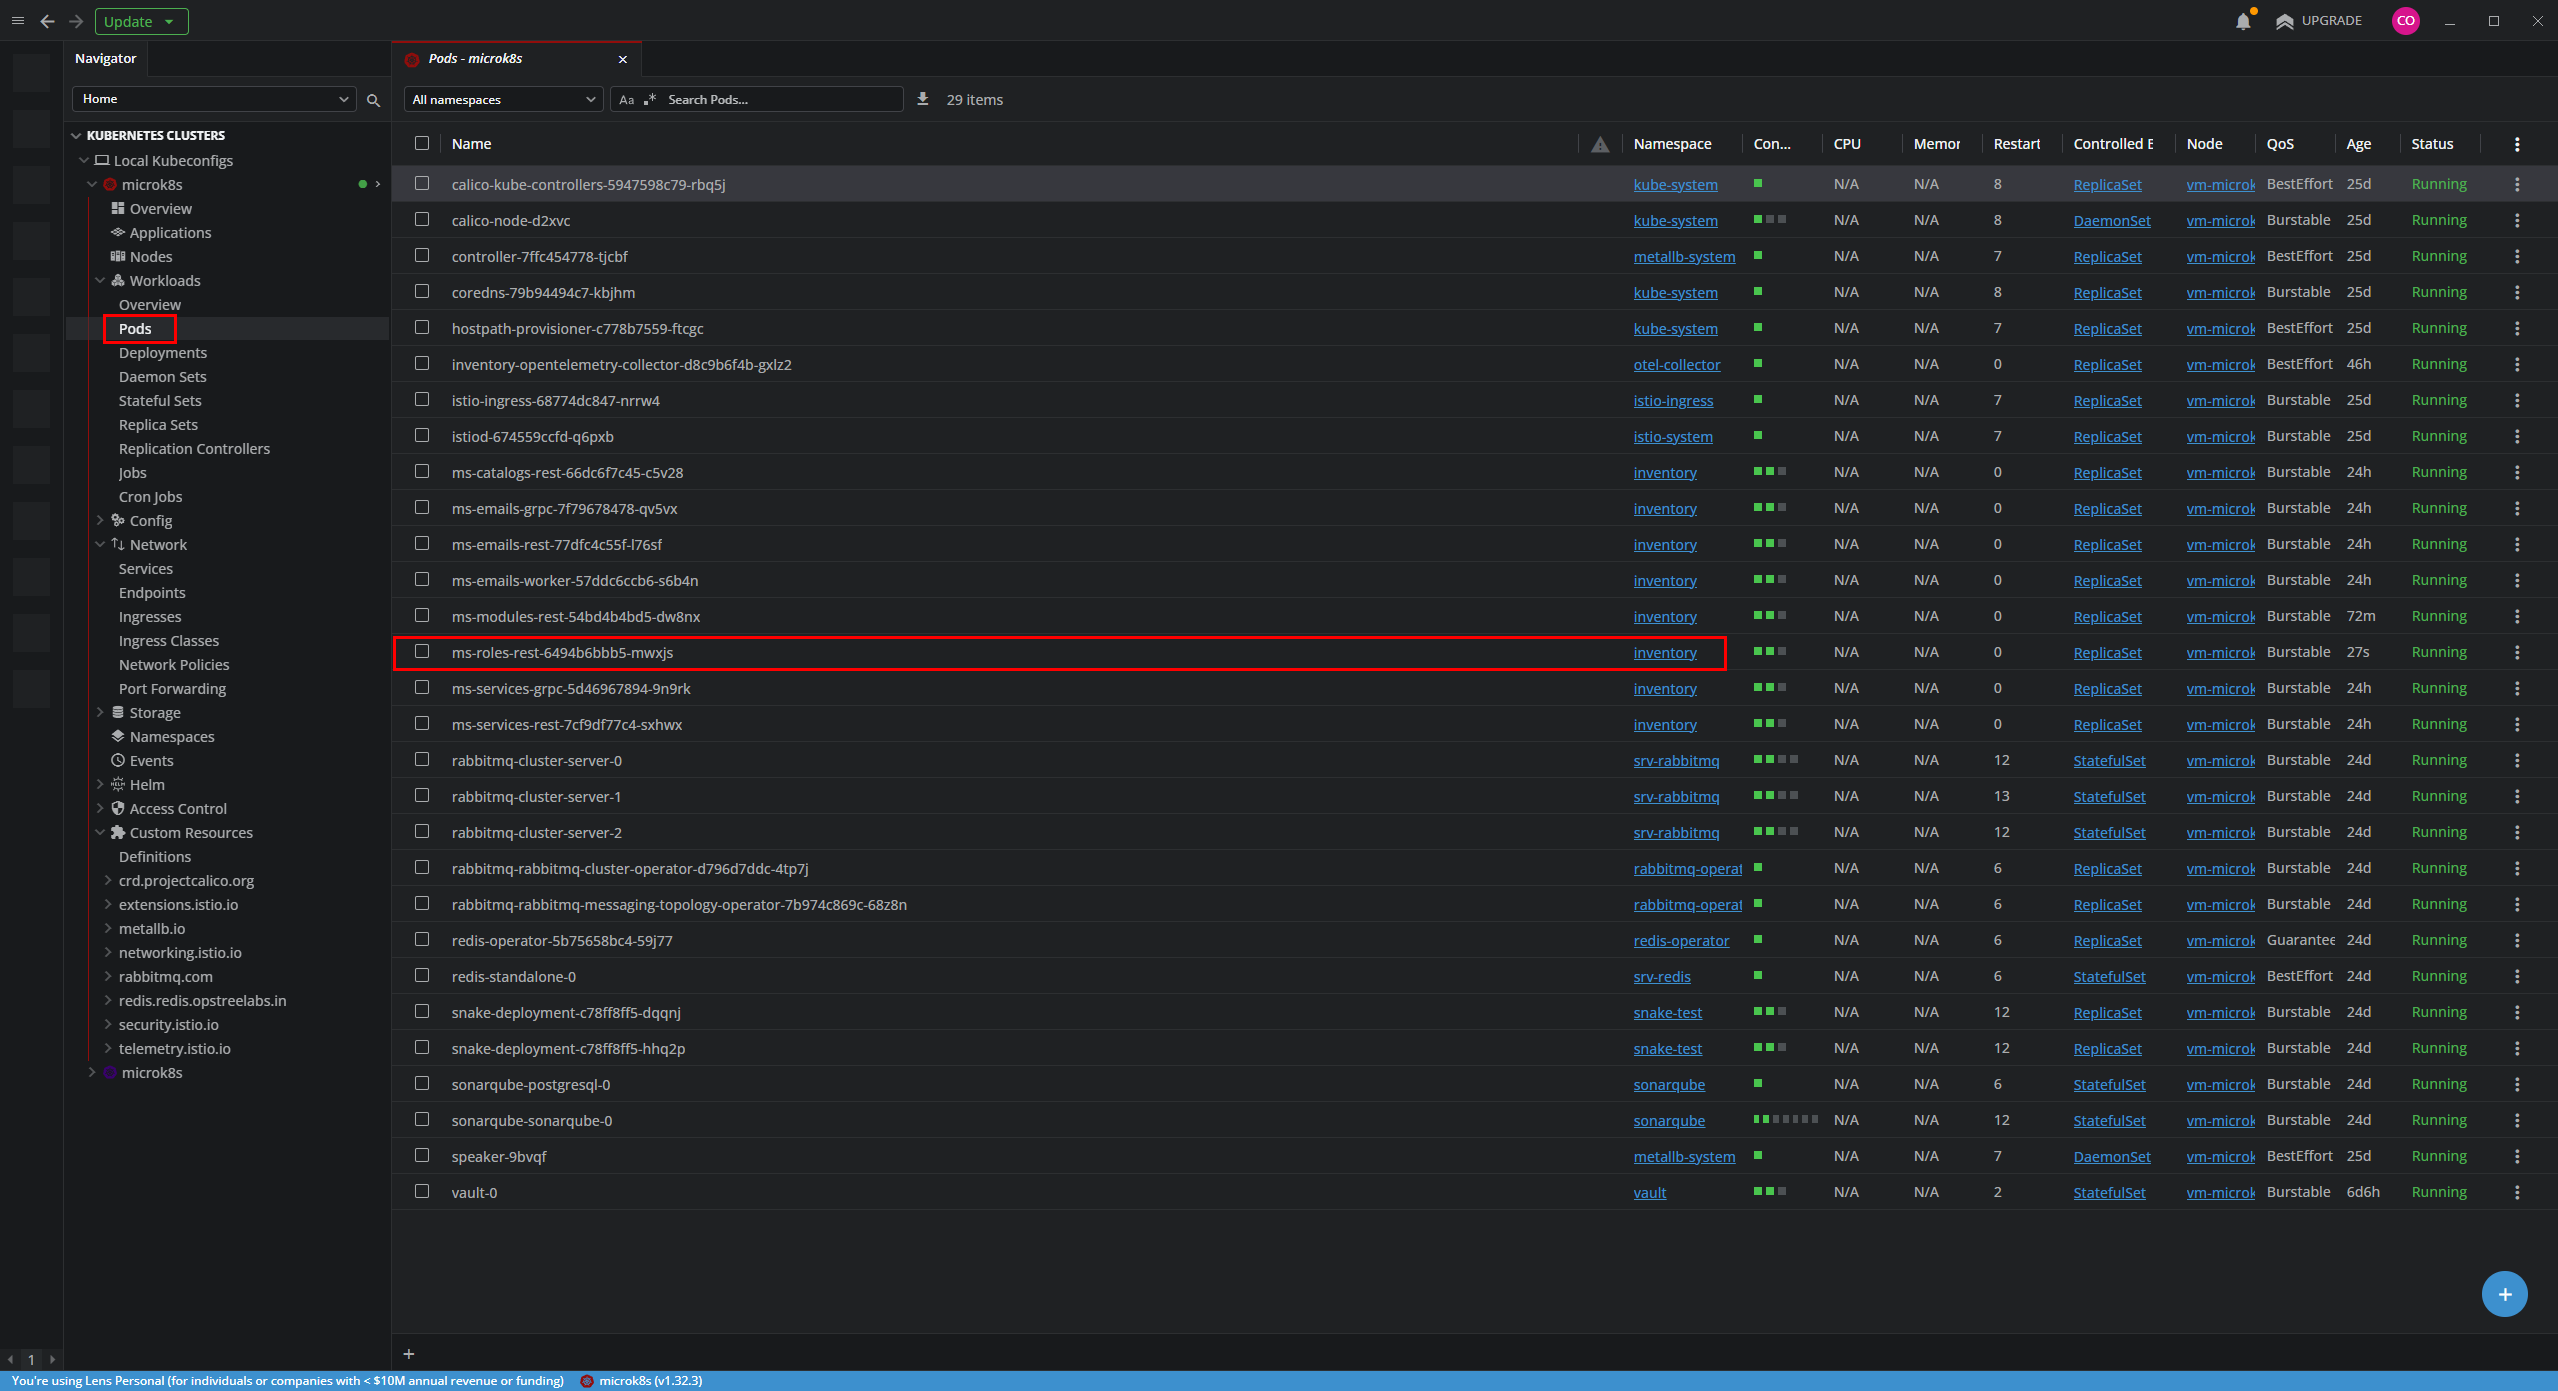 Update
UPGRADE
CO
Navigator
Pods - microk8s
Home
All namespaces
Aa .* Search Pods...
29 items
KUBERNETES CLUSTERS
Local Kubeconfigs
microk8s
Overview
Applications
Nodes
Workloads
Overview
Pods
Deployments
Daemon Sets
Stateful Sets
Replica Sets
Replication Controllers
Jobs
Cron Jobs
Config
Network
Services
Endpoints
Ingresses
Ingress Classes
Network Policies
Port Forwarding
Storage
Namespaces
Events
Helm
Access Control
Custom Resources
Definitions
crd.projectcalico.org
extensions.istio.io
metallb.io
networking.istio.io
rabbitmq.com
redis.redis.opstreelabs.in
security.istio.io
telemetry.istio.io
microk8s
Name Namespace Con... CPU Memor Restart Controlled E Node QoS Age Status
calico-kube-controllers-5947598c79-rbq5j kube-system N/A N/A 8 ReplicaSet vm-microk BestEffort 25d Running
calico-node-d2xvc kube-system N/A N/A 8 DaemonSet vm-microk Burstable 25d Running
controller-7ffc454778-tjcbf metallb-system N/A N/A 7 ReplicaSet vm-microk BestEffort 25d Running
coredns-79b94494c7-kbjhm kube-system N/A N/A 8 ReplicaSet vm-microk Burstable 25d Running
hostpath-provisioner-c778b7559-ftcgc kube-system N/A N/A 7 ReplicaSet vm-microk BestEffort 25d Running
inventory-opentelemetry-collector-d8c9b6f4b-gxlz2 otel-collector N/A N/A 0 ReplicaSet vm-microk BestEffort 46h Running
istio-ingress-68774dc847-nrrw4 istio-ingress N/A N/A 7 ReplicaSet vm-microk Burstable 25d Running
istiod-674559ccfd-q6pxb istio-system N/A N/A 7 ReplicaSet vm-microk Burstable 25d Running
ms-catalogs-rest-66dc6f7c45-c5v28 inventory N/A N/A 0 ReplicaSet vm-microk Burstable 24h Running
ms-emails-grpc-7f79678478-qv5vx inventory N/A N/A 0 ReplicaSet vm-microk Burstable 24h Running
ms-emails-rest-77dfc4c55f-l76sf inventory N/A N/A 0 ReplicaSet vm-microk Burstable 24h Running
ms-emails-worker-57ddc6ccb6-s6b4n inventory N/A N/A 0 ReplicaSet vm-microk Burstable 24h Running
ms-modules-rest-54bd4b4bd5-dw8nx inventory N/A N/A 0 ReplicaSet vm-microk Burstable 72m Running
ms-roles-rest-6494b6bbb5-mwxjs inventory N/A N/A 0 ReplicaSet vm-microk Burstable 27s Running
ms-services-grpc-5d46967894-9n9rk inventory N/A N/A 0 ReplicaSet vm-microk Burstable 24h Running
ms-services-rest-7cf9df77c4-sxhwx inventory N/A N/A 0 ReplicaSet vm-microk Burstable 24h Running
rabbitmq-cluster-server-0 srv-rabbitmq N/A N/A 12 StatefulSet vm-microk Burstable 24d Running
rabbitmq-cluster-server-1 srv-rabbitmq N/A N/A 13 StatefulSet vm-microk Burstable 24d Running
rabbitmq-cluster-server-2 srv-rabbitmq N/A N/A 12 StatefulSet vm-microk Burstable 24d Running
rabbitmq-rabbitmq-cluster-operator-d796d7ddc-4tp7j rabbitmq-operat N/A N/A 6 ReplicaSet vm-microk Burstable 24d Running
rabbitmq-rabbitmq-messaging-topology-operator-7b974c869c-68z8n rabbitmq-operat N/A N/A 6 ReplicaSet vm-microk Burstable 24d Running
redis-operator-5b75658bc4-59j77 redis-operator N/A N/A 6 ReplicaSet vm-microk Guarantee 24d Running
redis-standalone-0 srv-redis N/A N/A 6 StatefulSet vm-microk BestEffort 24d Running
snake-deployment-c78ff8ff5-dqqnj snake-test N/A N/A 12 ReplicaSet vm-microk Burstable 24d Running
snake-deployment-c78ff8ff5-hhq2p snake-test N/A N/A 12 ReplicaSet vm-microk Burstable 24d Running
sonarqube-postgresql-0 sonarqube N/A N/A 6 StatefulSet vm-microk Burstable 24d Running
sonarqube-sonarqube-0 sonarqube N/A N/A 12 StatefulSet vm-microk Burstable 24d Running
speaker-9bvqf metallb-system N/A N/A 7 DaemonSet vm-microk BestEffort 25d Running
vault-0 vault N/A N/A 2 StatefulSet vm-microk Burstable 6d6h Running
1
You're using Lens Personal (for individuals or companies with < $10M annual revenue or funding) microk8s (v1.32.3)